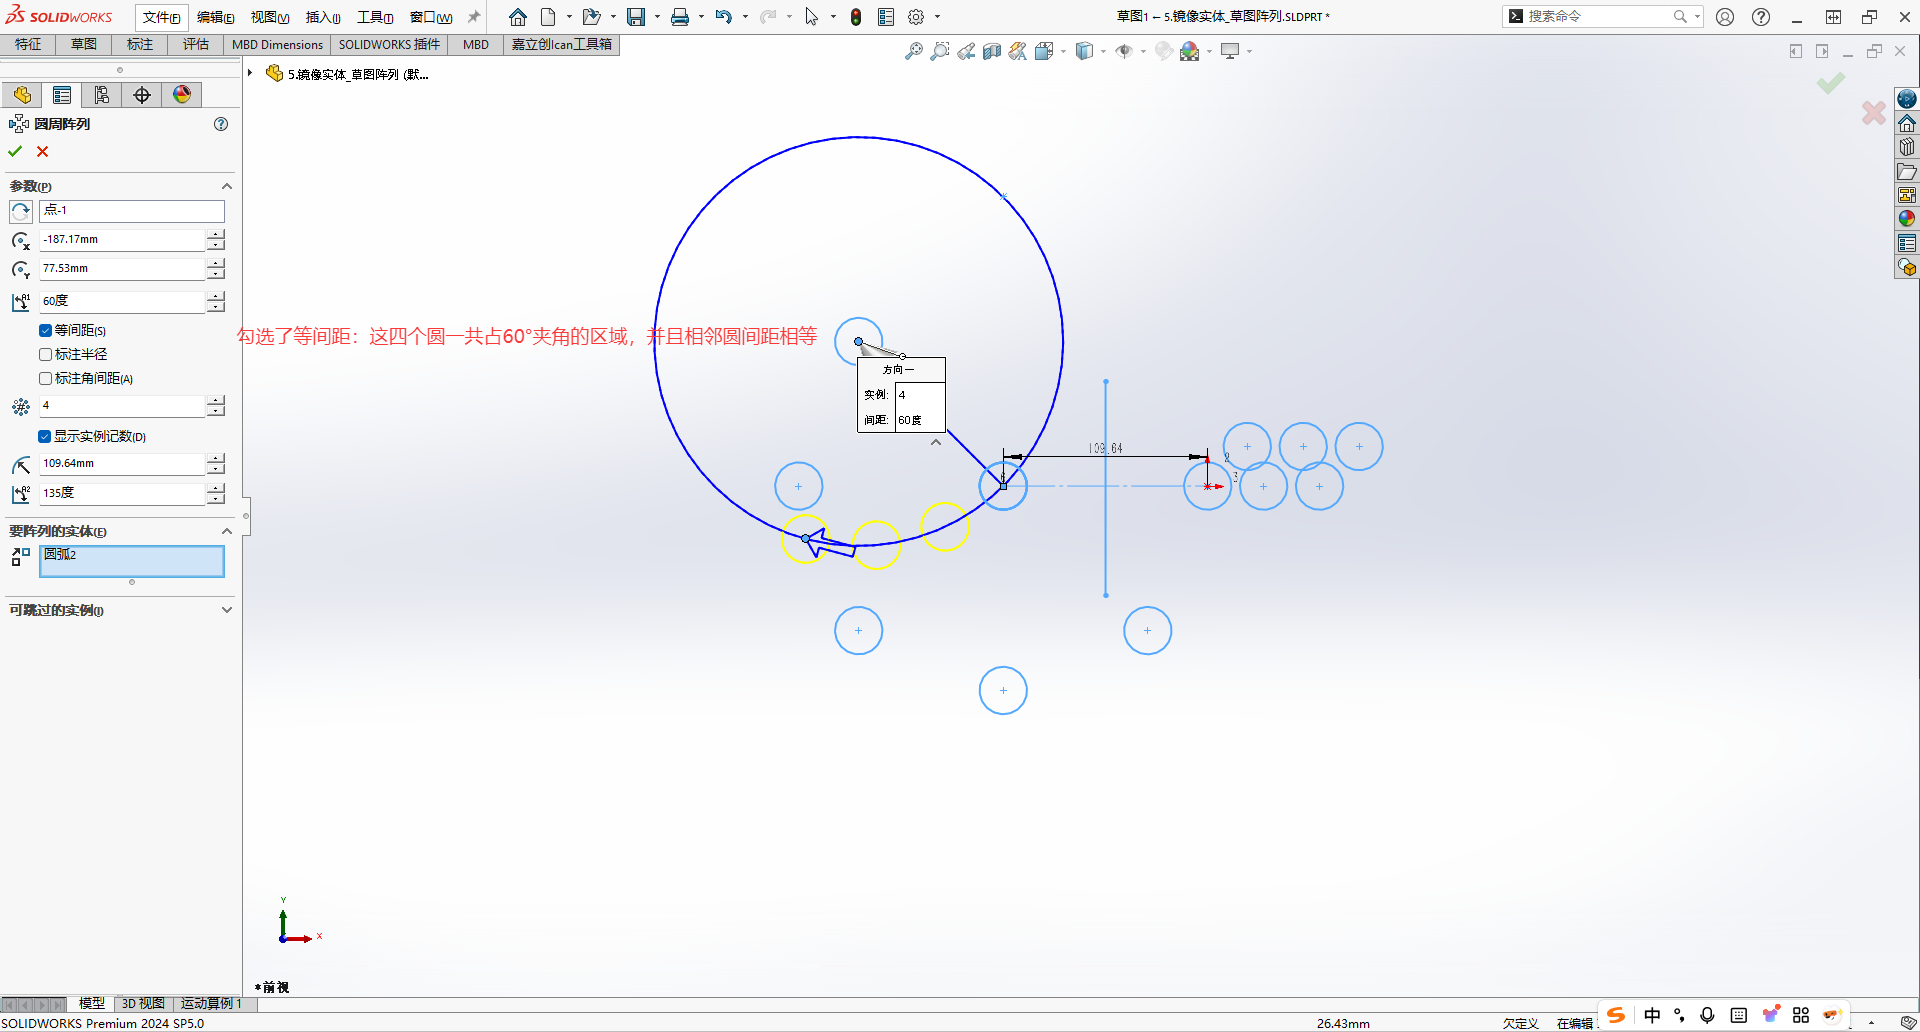 SOLIDWORKS 文件(F) 编辑(E) 视图(V) 插入(I) 工具(T) 窗口(W) 草图1 ← 5.镜像实体_草图阵列.SLDPRT * 搜索命令
特征 草图 标注 评估 MBD Dimensions SOLIDWORKS 插件 MBD 嘉立创Ican工具箱
5.镜像实体_草图阵列 (默...
圆周阵列
参数(P)
点-1
-187.17mm
77.53mm
60度
等间距(S)
标注半径
标注角间距(A)
4
显示实例记数(D)
109.64mm
135度
要阵列的实体(E)
圆弧2
可跳过的实例(I)
勾选了等间距：这四个圆一共占60°夹角的区域，并且相邻圆间距相等
方向一
实例: 4
间距: 60度
109.64
2
3
Y
X
*前视
模型 3D 视图 运动算例 1
SOLIDWORKS Premium 2024 SP5.0 26.43mm 欠定义 在编辑 中